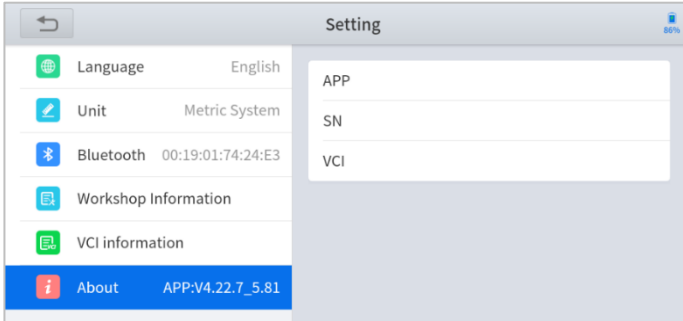 Setting
86%
Language English
Unit Metric System
Bluetooth 00:19:01:74:24:E3
Workshop Information
VCI information
About APP:V4.22.7_5.81
APP
SN
VCI